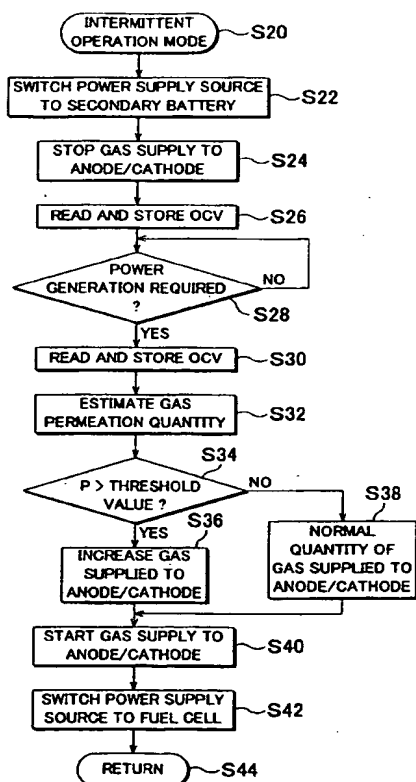 INTERMITTENT
OPERATION MODE
S20
SWITCH POWER SUPPLY SOURCE
TO SECONDARY BATTERY
S22
STOP GAS SUPPLY TO
ANODE/CATHODE
S24
READ AND STORE OCV
S26
POWER
GENERATION REQUIRED
?
NO
S28
YES
READ AND STORE OCV
S30
ESTIMATE GAS
PERMEATION QUANTITY
S32
S34
P > THRESHOLD
VALUE ?
NO
YES
S36
INCREASE GAS
SUPPLIED TO
ANODE/CATHODE
S38
NORMAL
QUANTITY OF
GAS SUPPLIED TO
ANODE/CATHODE
START GAS SUPPLY TO
ANODE/CATHODE
S40
SWITCH POWER SUPPLY
SOURCE TO FUEL CELL
S42
RETURN
S44